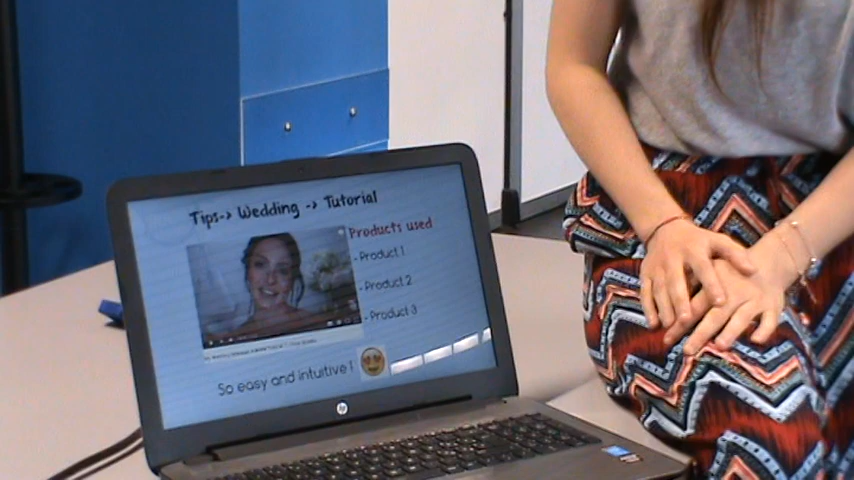 Tips-> Wedding -> Tutorial
Products used
- Product 1
- Product 2
- Product 3
So easy and intuitive !
hp